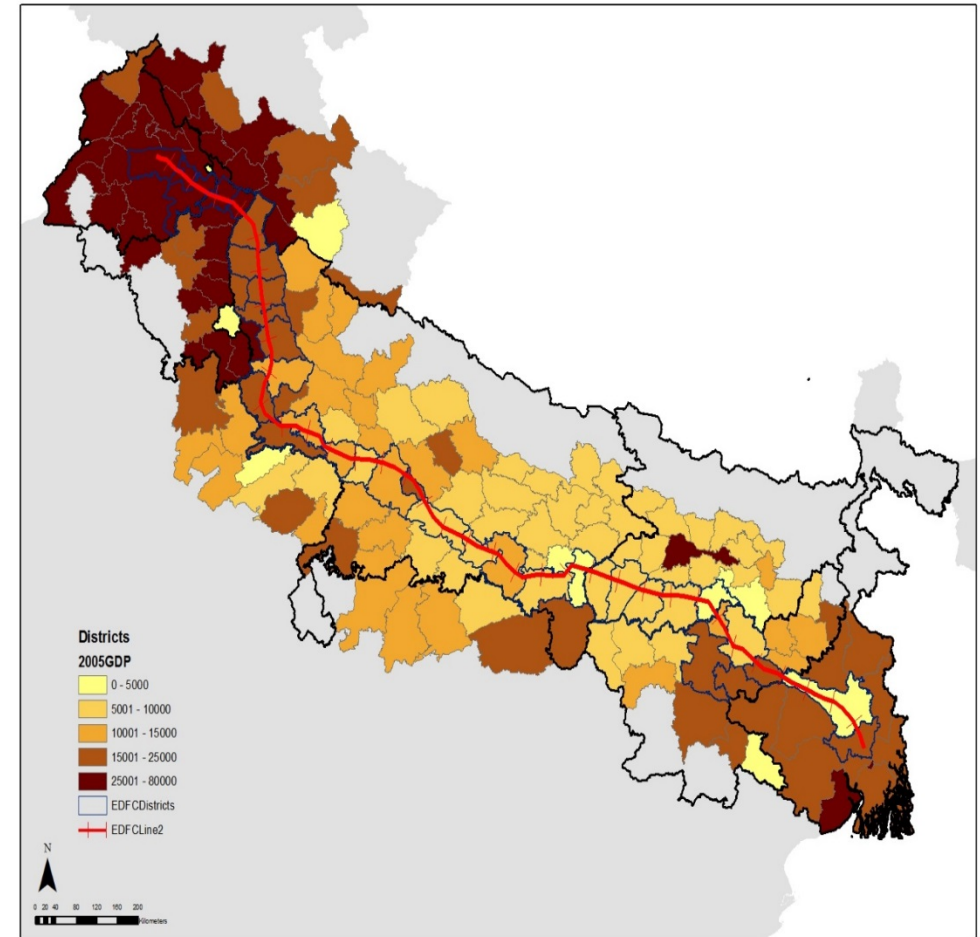 Districts
2005GDP
0 - 5000
5001 - 10000
10001 - 15000
15001 - 25000
25001 - 80000
EDFCDistricts
EDFCLine2
N
0 20 40 80 120 160 200
Kilometers